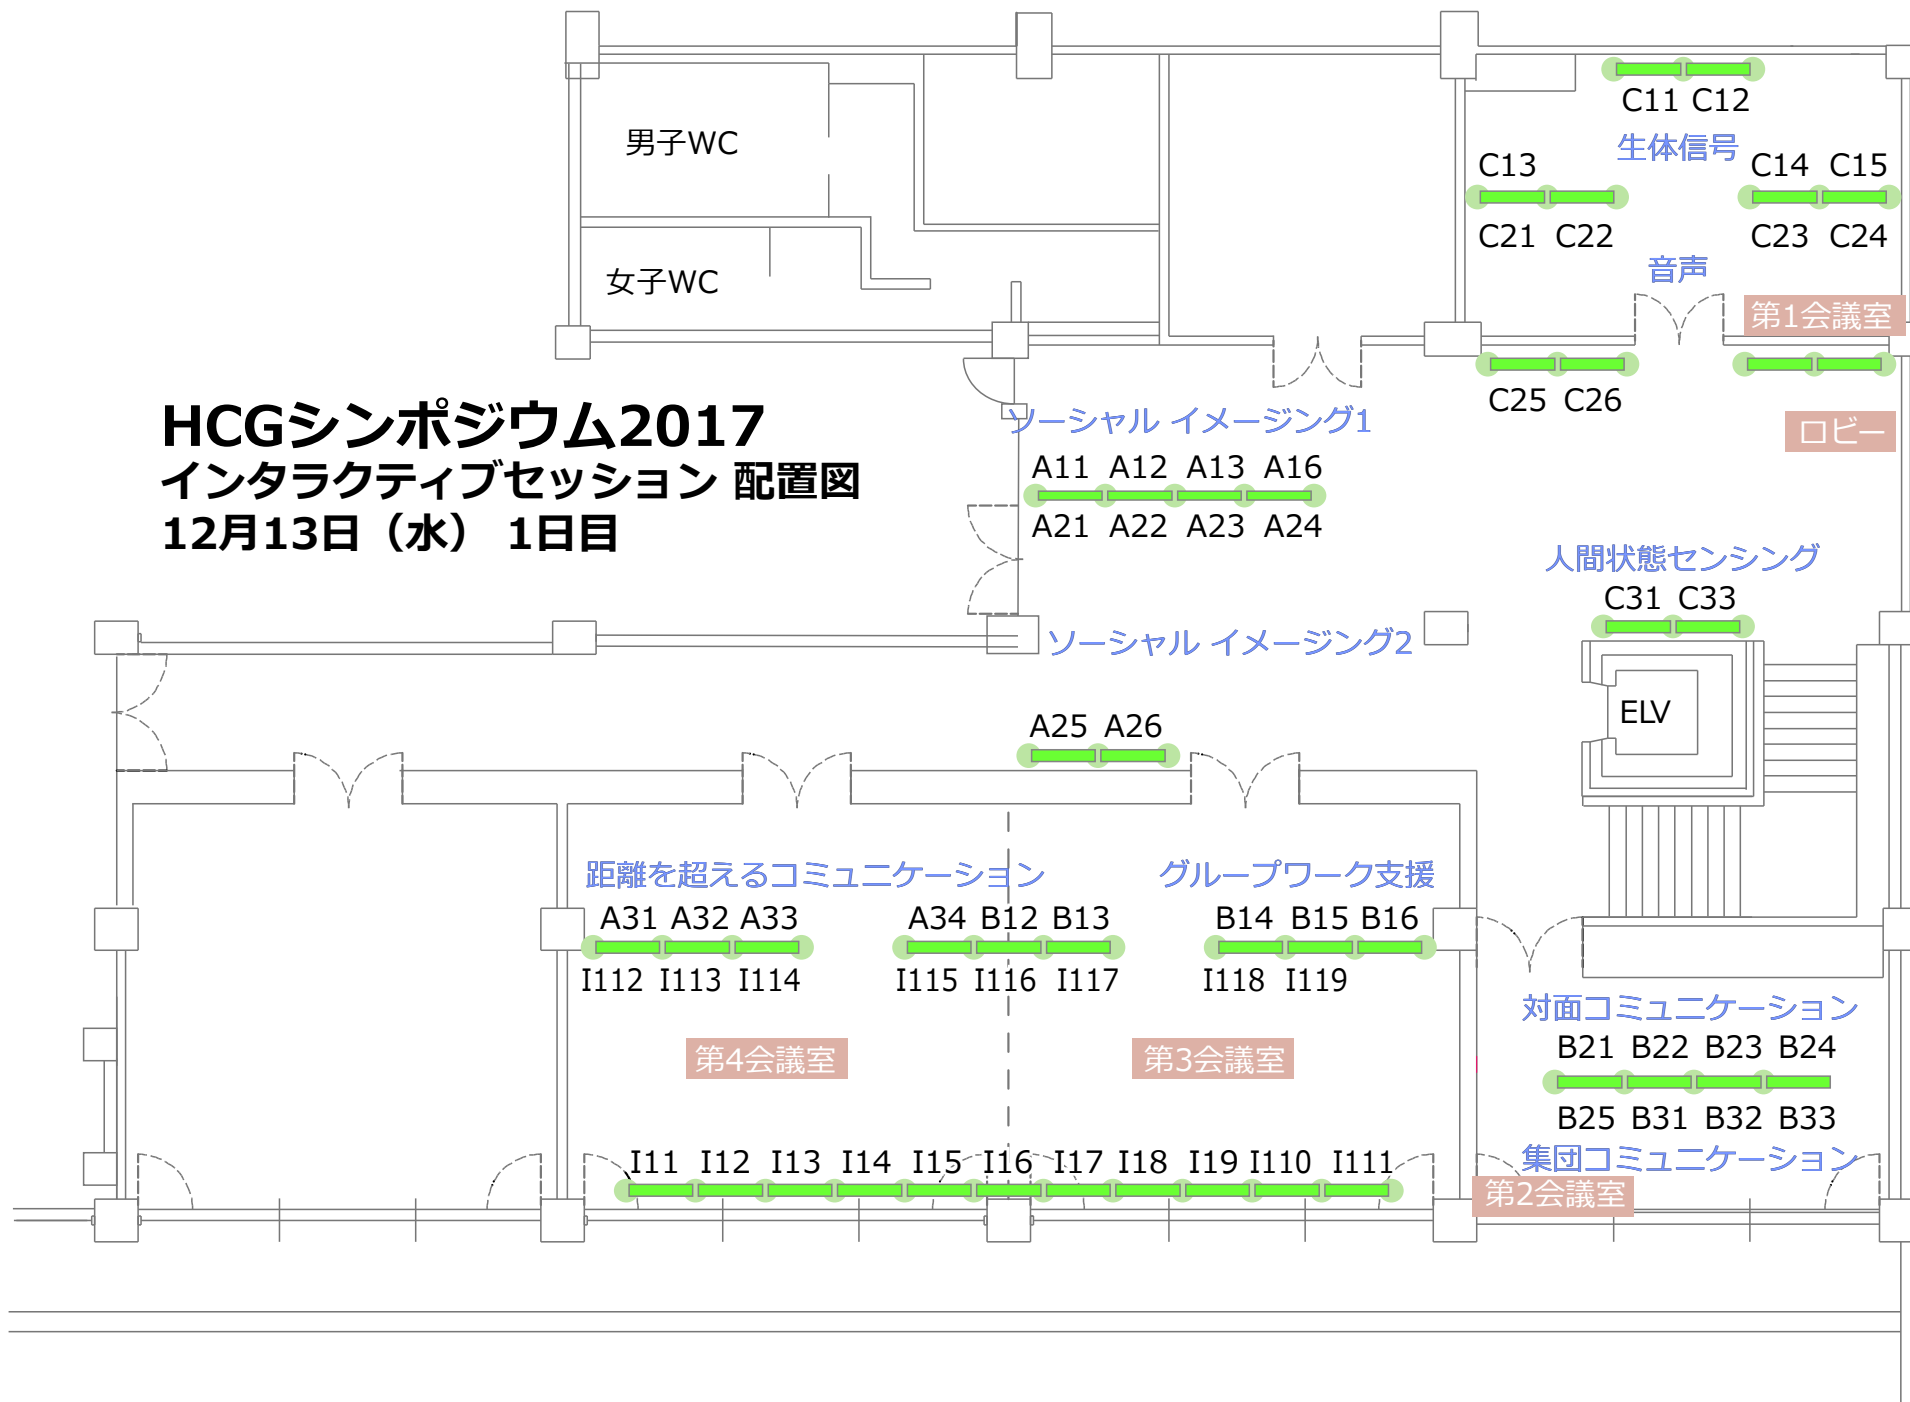 C11 C12
男子WC
生体信号
C13 C14 C15
C21 C22 C23 C24
音声
女子WC
第1会議室
C25 C26
HCGシンポジウム2017
インタラクティブセッション 配置図
12月13日（水） 1日目
ソーシャル イメージング1
ロビー
A11 A12 A13 A16
A21 A22 A23 A24
人間状態センシング
C31 C33
ソーシャル イメージング2
ELV
A25 A26
距離を超えるコミュニケーション
グループワーク支援
A31 A32 A33 A34 B12 B13 B14 B15 B16
I112 I113 I114 I115 I116 I117 I118 I119
対面コミュニケーション
B21 B22 B23 B24
第4会議室
第3会議室
B25 B31 B32 B33
集団コミュニケーション
I11 I12 I13 I14 I15 I16 I17 I18 I19 I110 I111
第2会議室